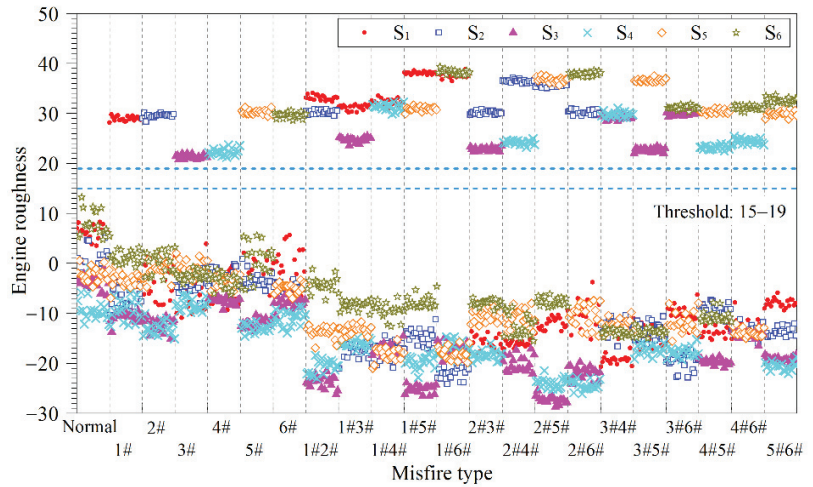 50
S1 S2 S3 S4 S5 S6
40
30
20
Threshold: 15–19
10
0
−10
−20
−30
Engine roughness
Normal 2# 4# 6# 1#3# 1#5# 2#3# 2#5# 3#4# 3#6# 4#6#
1# 3# 5# 1#2# 1#4# 1#6# 2#4# 2#6# 3#5# 4#5# 5#6#
Misfire type